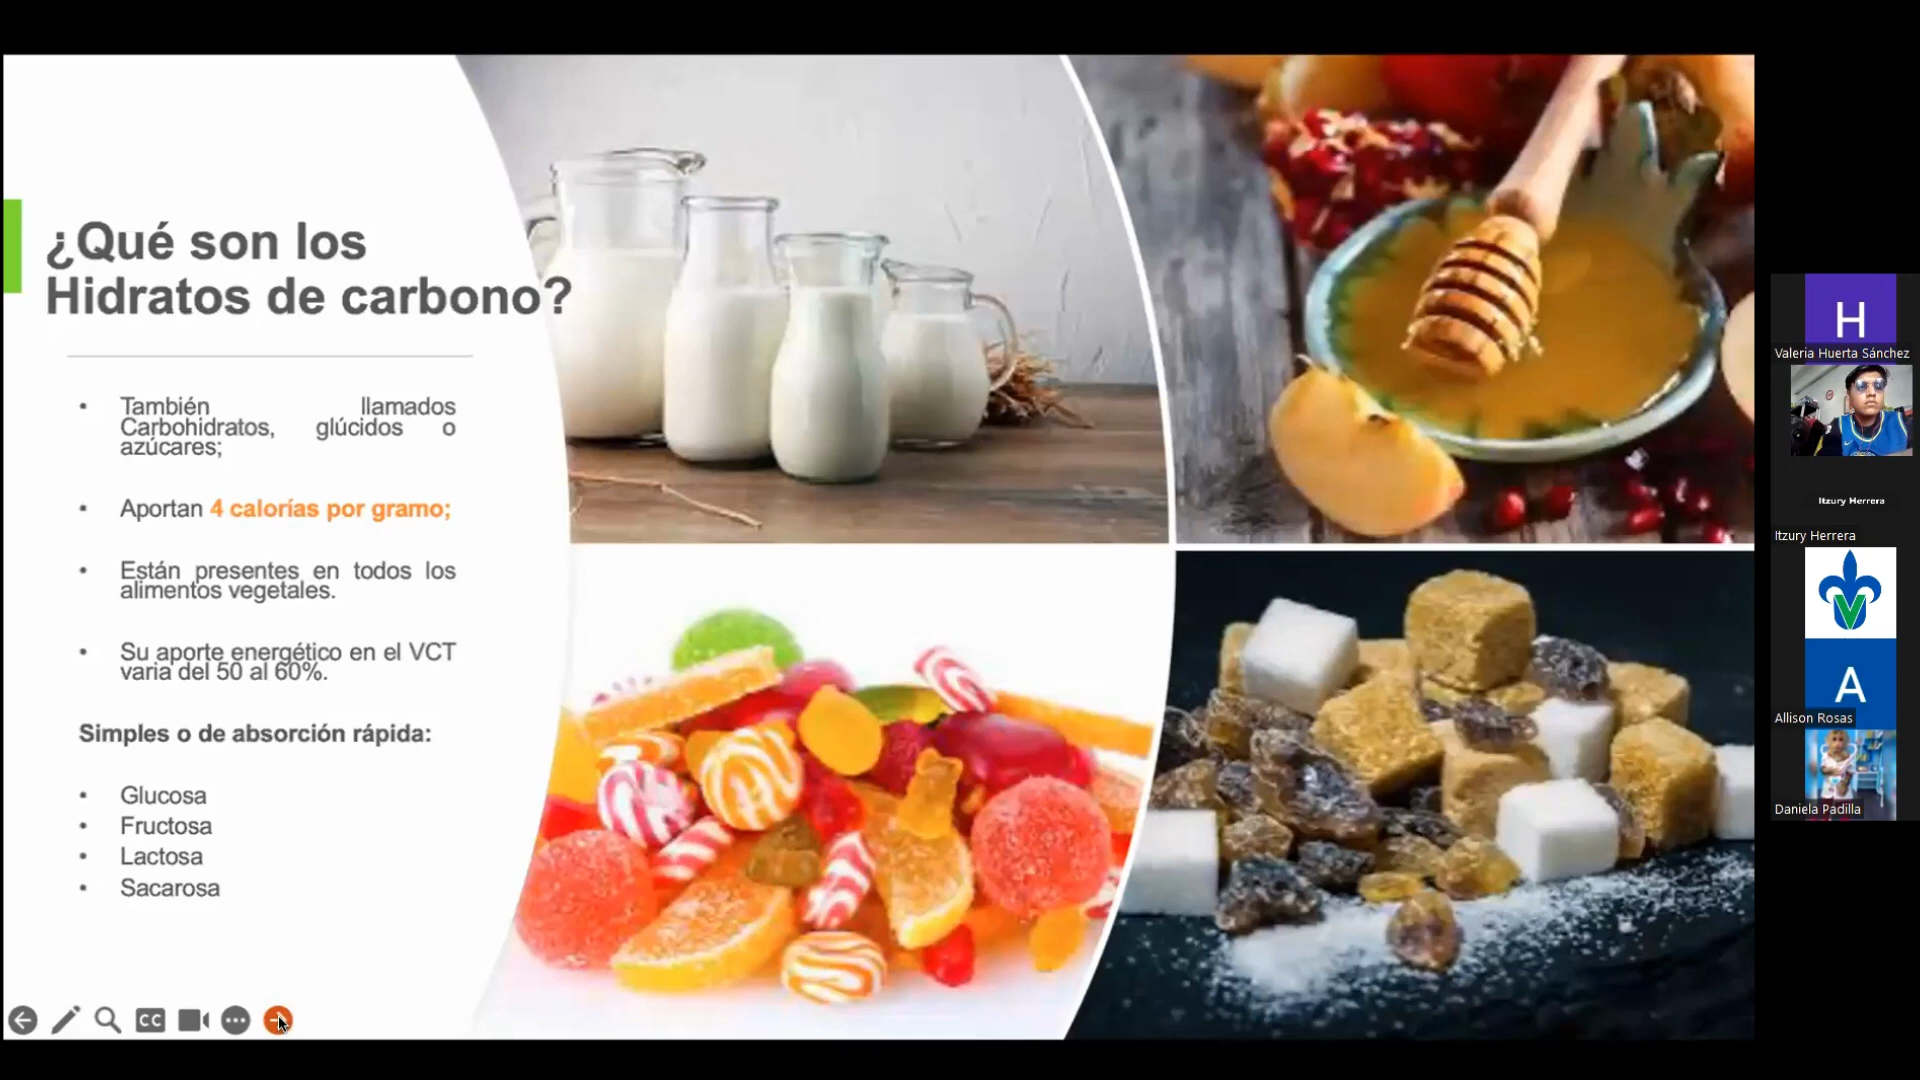 ¿Qué son los
Hidratos de carbono?
• También llamados
Carbohidratos, glúcidos o
azúcares;
• Aportan 4 calorías por gramo;
• Están presentes en todos los
alimentos vegetales.
• Su aporte energético en el VCT
varia del 50 al 60%.
Simples o de absorción rápida:
• Glucosa
• Fructosa
• Lactosa
• Sacarosa
CC
H
Valeria Huerta Sánchez
Itzury Herrera
Itzury Herrera
A
Allison Rosas
Daniela Padilla